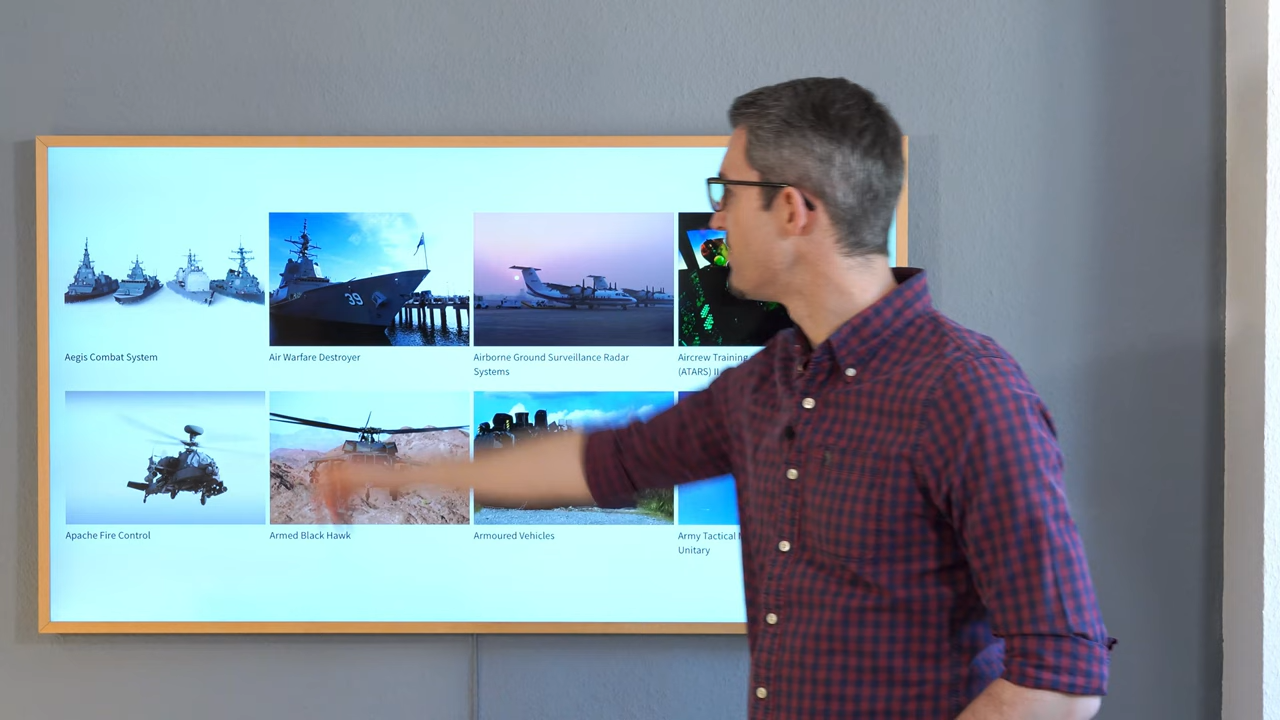 39
Aegis Combat System
Air Warfare Destroyer
Airborne Ground Surveillance Radar
Systems
Aircrew Training
(ATARS)
Apache Fire Control
Armed Black Hawk
Armoured Vehicles
Army Tactical
Unitary